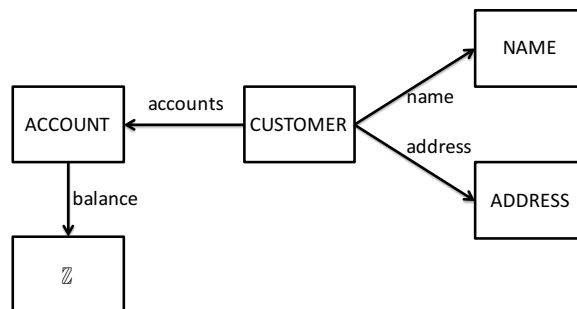 NAME
accounts
ACCOUNT
CUSTOMER
name
address
balance
ADDRESS
ℤ